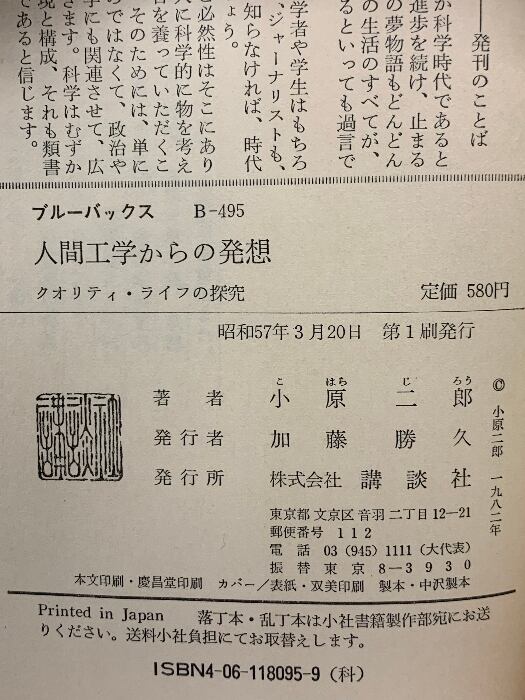 ――発刊のことば
が科学時代であると
進歩を続け、止まる
の夢物語もどんどん
の生活のすべてが、
るといっても過言で
学者や学生はもちろ
、ジャーナリストも、
知らなければ、時代
ょう。
と必然性はそこにあり
人に科学的に物を考え
を養っていただくこ
そのためには、単に
のではなくて、政治や
学にも関連させて、広
きます。科学はむずか
現と構成、それも類書
であると信じます。
ブルーバックス B-495
人間工学からの発想
クオリティ・ライフの探究 定価 580円
昭和57年3月20日 第1刷発行
著者 小原二郎
こ はら じ ろう
発行者 加藤勝久
発行所 株式会社 講談社
東京都文京区音羽二丁目12―21
郵便番号 112
電話 03(945)1111(大代表)
振替東京8―3930
© 小原二郎 一九八二年
本文印刷・慶昌堂印刷 カバー/表紙・双美印刷 製本・中沢製本
Printed in Japan 落丁本・乱丁本は小社書籍製作部宛にお送
りください。送料小社負担にてお取替えします。
ISBN4-06-118095-9 (科)